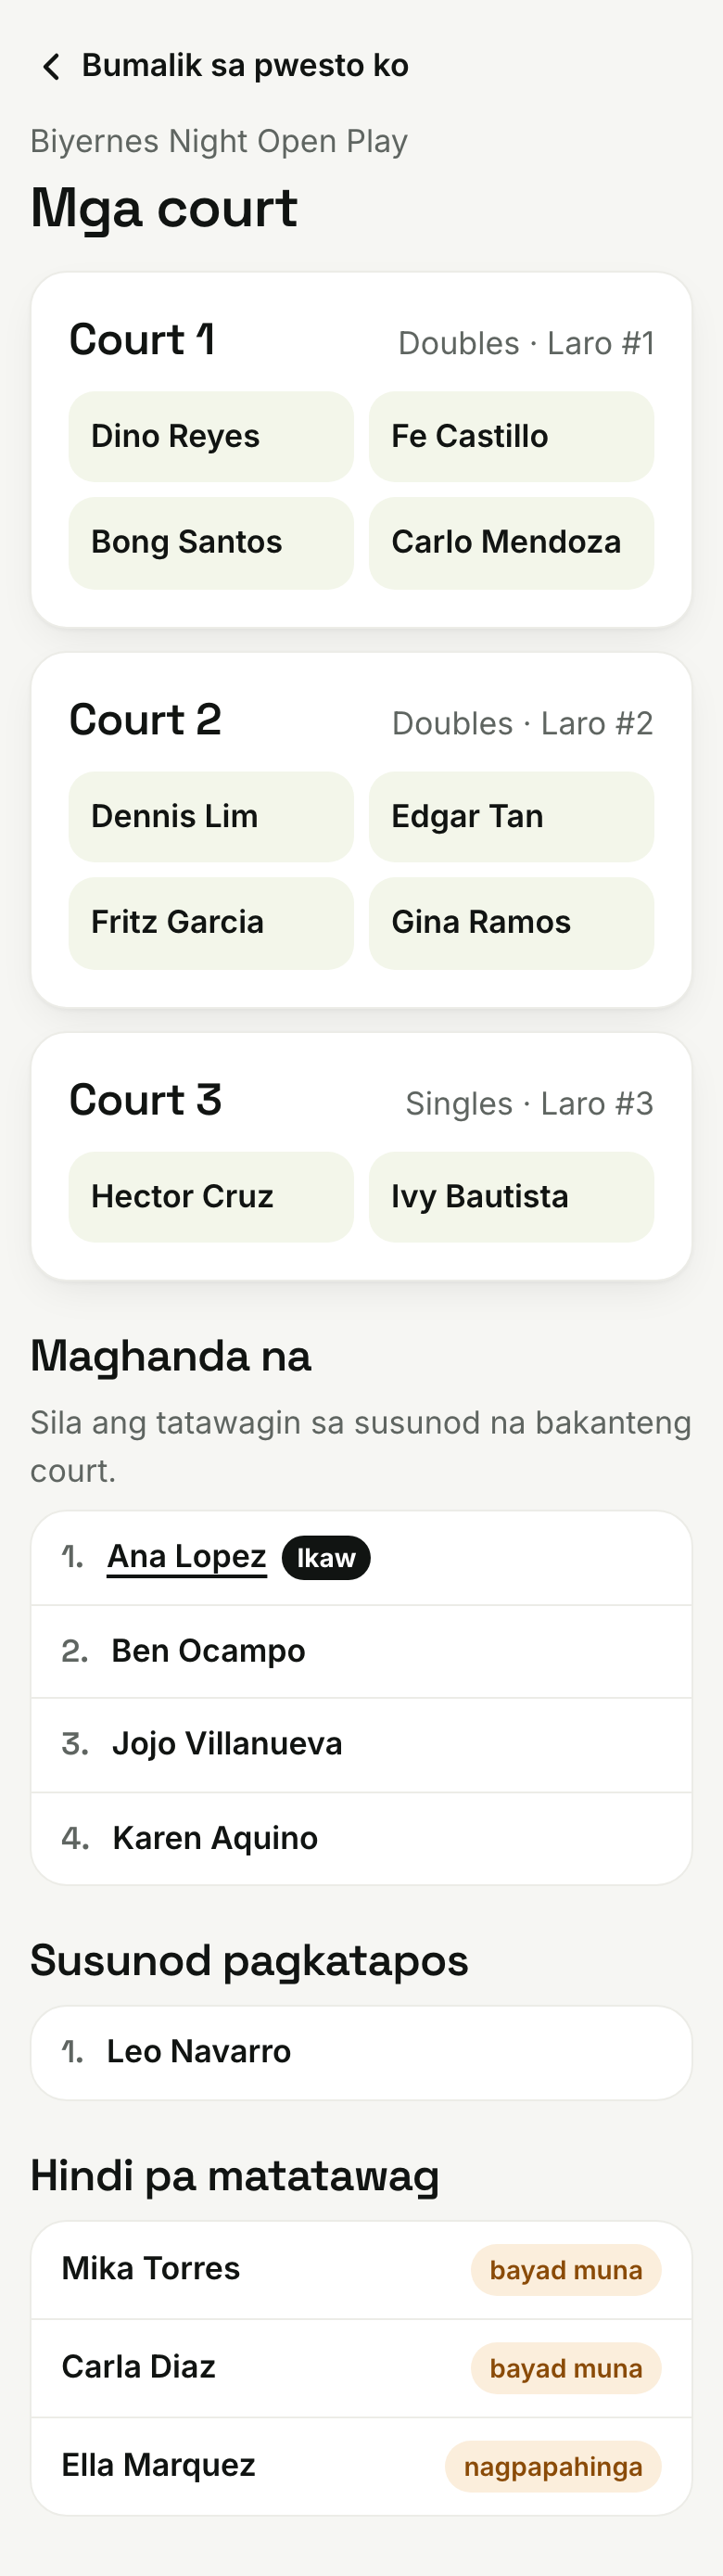 Bumalik sa pwesto ko
Biyernes Night Open Play
Mga court
Court 1
Doubles · Laro #1
Dino Reyes
Fe Castillo
Bong Santos
Carlo Mendoza
Court 2
Doubles · Laro #2
Dennis Lim
Edgar Tan
Fritz Garcia
Gina Ramos
Court 3
Singles · Laro #3
Hector Cruz
Ivy Bautista
Maghanda na
Sila ang tatawagin sa susunod na bakanteng
court.
1. Ana Lopez Ikaw
2. Ben Ocampo
3. Jojo Villanueva
4. Karen Aquino
Susunod pagkatapos
1. Leo Navarro
Hindi pa matatawag
Mika Torres bayad muna
Carla Diaz bayad muna
Ella Marquez nagpapahinga